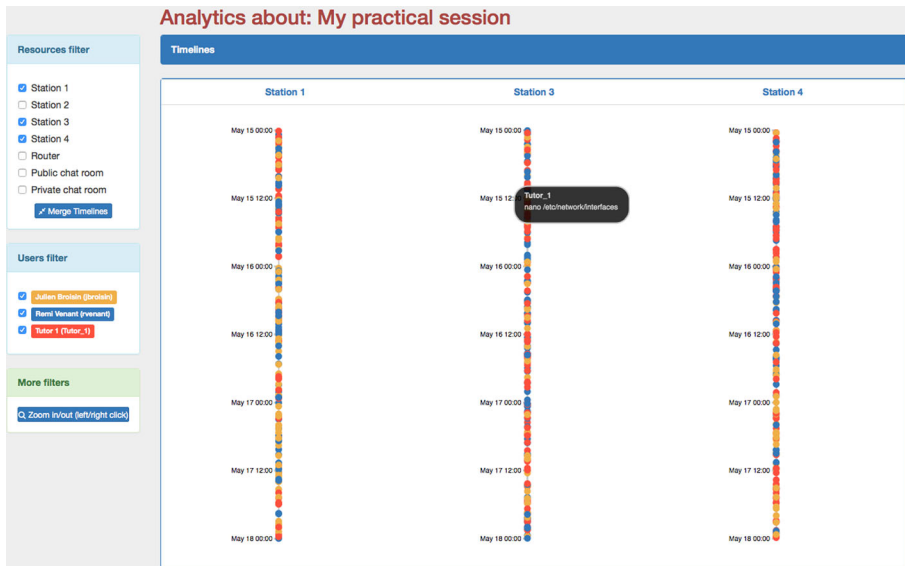 Analytics about: My practical session
Resources filter
Station 1
Station 2
Station 3
Station 4
Router
Public chat room
Private chat room
Merge Timelines
Users filter
Julien Broisin (jbroisin)
Remi Venant (rvenant)
Tutor 1 (Tutor_1)
More filters
Zoom in/out (left/right click)
Timelines
Station 1
May 15 00:00
May 15 12:00
May 16 00:00
May 16 12:00
May 17 00:00
May 17 12:00
May 18 00:00
Station 3
May 15 00:00
May 15 12:
Tutor_1
nano /etc/network/interfaces
May 16 00:00
May 16 12:00
May 17 00:00
May 17 12:00
May 18 00:00
Station 4
May 15 00:00
May 15 12:00
May 16 00:00
May 16 12:00
May 17 00:00
May 17 12:00
May 18 00:00